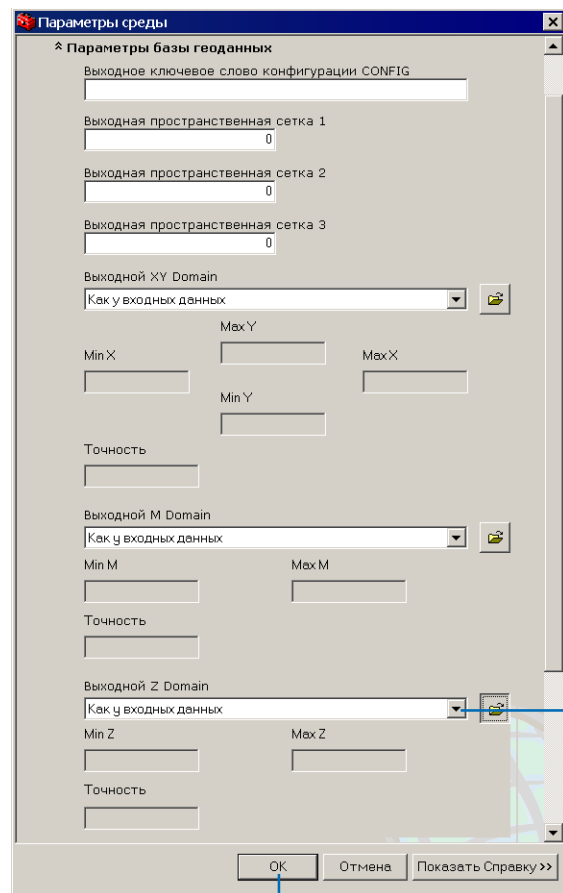 Параметры среды
Параметры базы геоданных
Выходное ключевое слово конфигурации CONFIG
Выходная пространственная сетка 1
0
Выходная пространственная сетка 2
0
Выходная пространственная сетка 3
0
Выходной XY Domain
Как у входных данных
Max Y
Min X Max X
Min Y
Точность
Выходной M Domain
Как у входных данных
Min M Max M
Точность
Выходной Z Domain
Как у входных данных
Min Z Max Z
Точность
OK Отмена Показать Справку >>